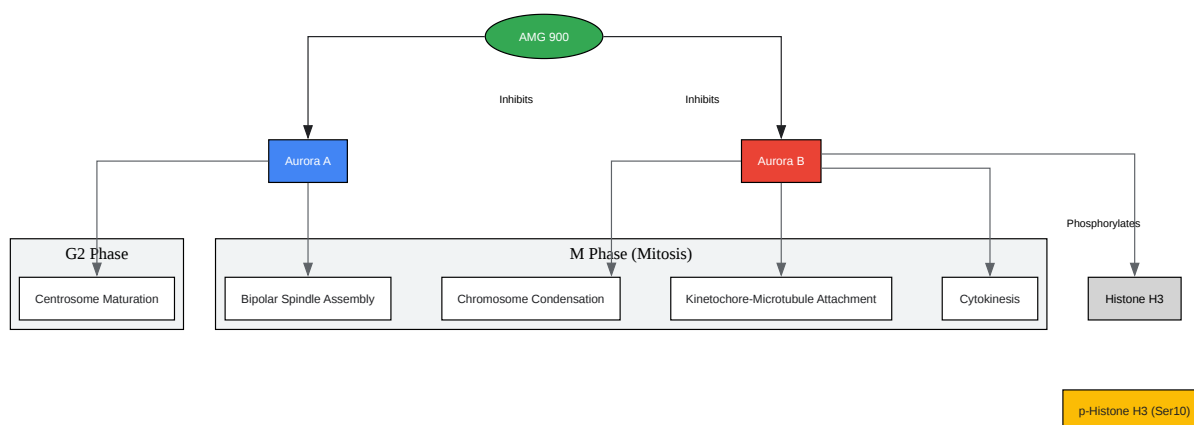 AMG 900
Inhibits
Inhibits
Aurora A
Aurora B
Phosphorylates
G2 Phase
M Phase (Mitosis)
Centrosome Maturation
Bipolar Spindle Assembly
Chromosome Condensation
Kinetochore-Microtubule Attachment
Cytokinesis
Histone H3
p-Histone H3 (Ser10)